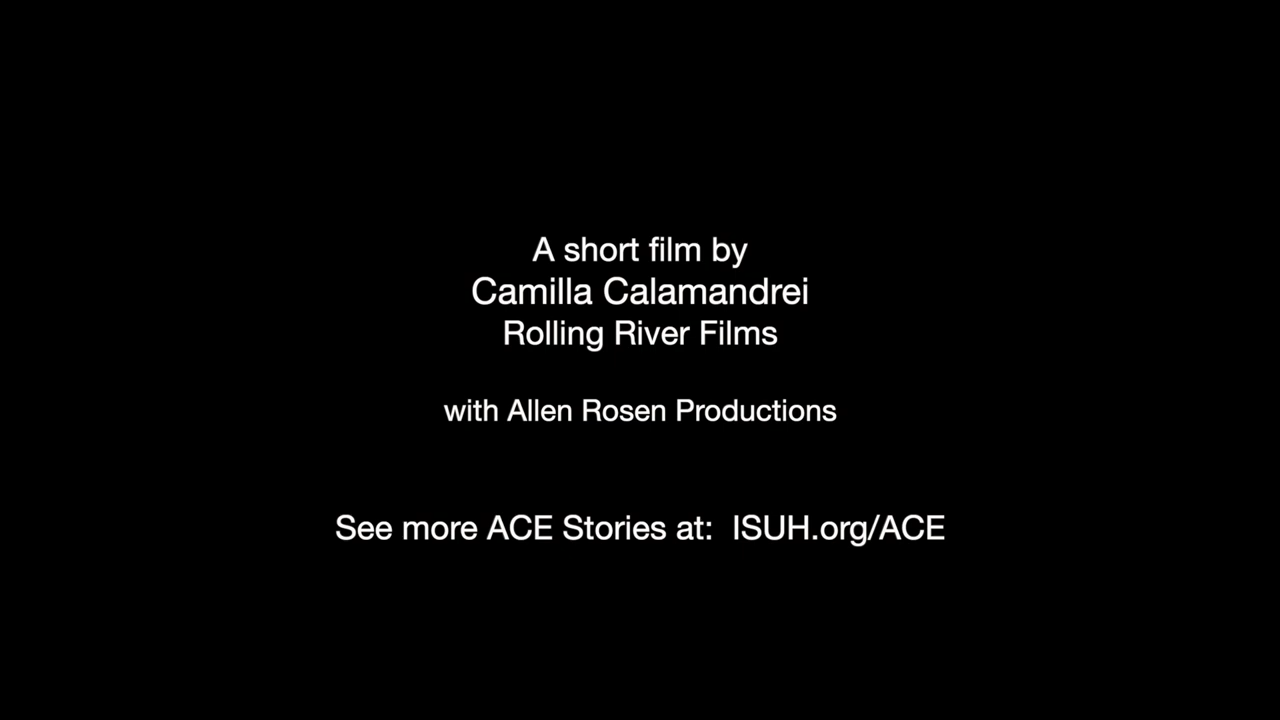 A short film by
Camilla Calamandrei
Rolling River Films
with Allen Rosen Productions
See more ACE Stories at:  ISUH.org/ACE